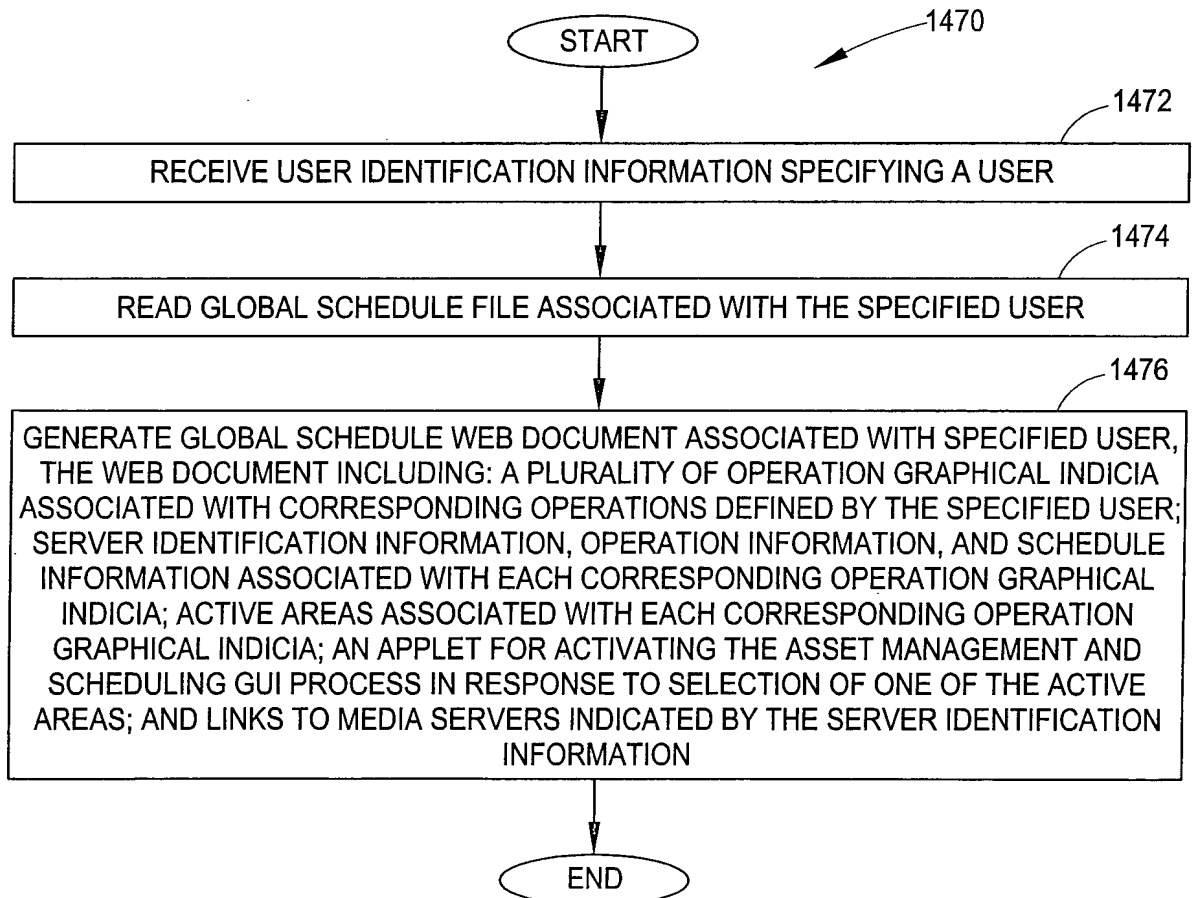 START
1470
1472
RECEIVE USER IDENTIFICATION INFORMATION SPECIFYING A USER
1474
READ GLOBAL SCHEDULE FILE ASSOCIATED WITH THE SPECIFIED USER
1476
GENERATE GLOBAL SCHEDULE WEB DOCUMENT ASSOCIATED WITH SPECIFIED USER,
THE WEB DOCUMENT INCLUDING: A PLURALITY OF OPERATION GRAPHICAL INDICIA
ASSOCIATED WITH CORRESPONDING OPERATIONS DEFINED BY THE SPECIFIED USER;
SERVER IDENTIFICATION INFORMATION, OPERATION INFORMATION, AND SCHEDULE
INFORMATION ASSOCIATED WITH EACH CORRESPONDING OPERATION GRAPHICAL
INDICIA; ACTIVE AREAS ASSOCIATED WITH EACH CORRESPONDING OPERATION
GRAPHICAL INDICIA; AN APPLET FOR ACTIVATING THE ASSET MANAGEMENT AND
SCHEDULING GUI PROCESS IN RESPONSE TO SELECTION OF ONE OF THE ACTIVE
AREAS; AND LINKS TO MEDIA SERVERS INDICATED BY THE SERVER IDENTIFICATION
INFORMATION
END